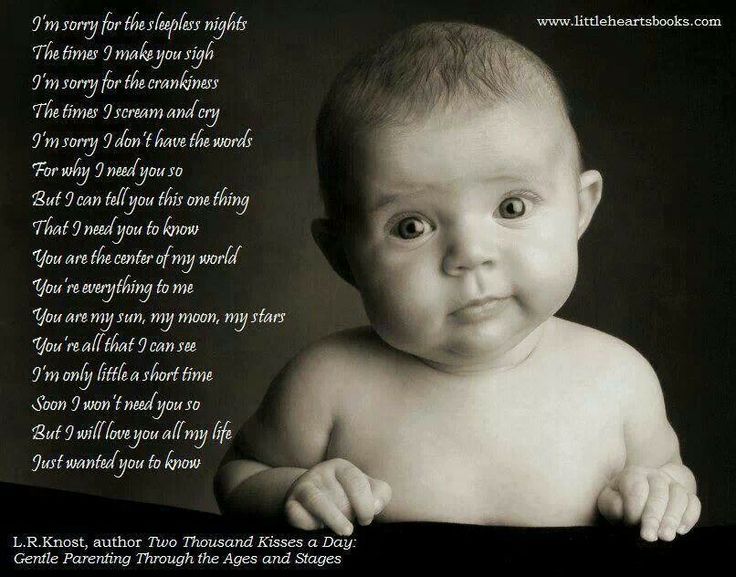 www.littleheartsbooks.com
I'm sorry for the sleepless nights
The times I make you sigh
I'm sorry for the crankiness
The times I scream and cry
I'm sorry I don't have the words
For why I need you so
But I can tell you this one thing
That I need you to know
You are the center of my world
You're everything to me
You are my sun, my moon, my stars
You're all that I can see
I'm only little a short time
Soon I won't need you so
But I will love you all my life
Just wanted you to know
L.R.Knost, author Two Thousand Kisses a Day:
Gentle Parenting Through the Ages and Stages